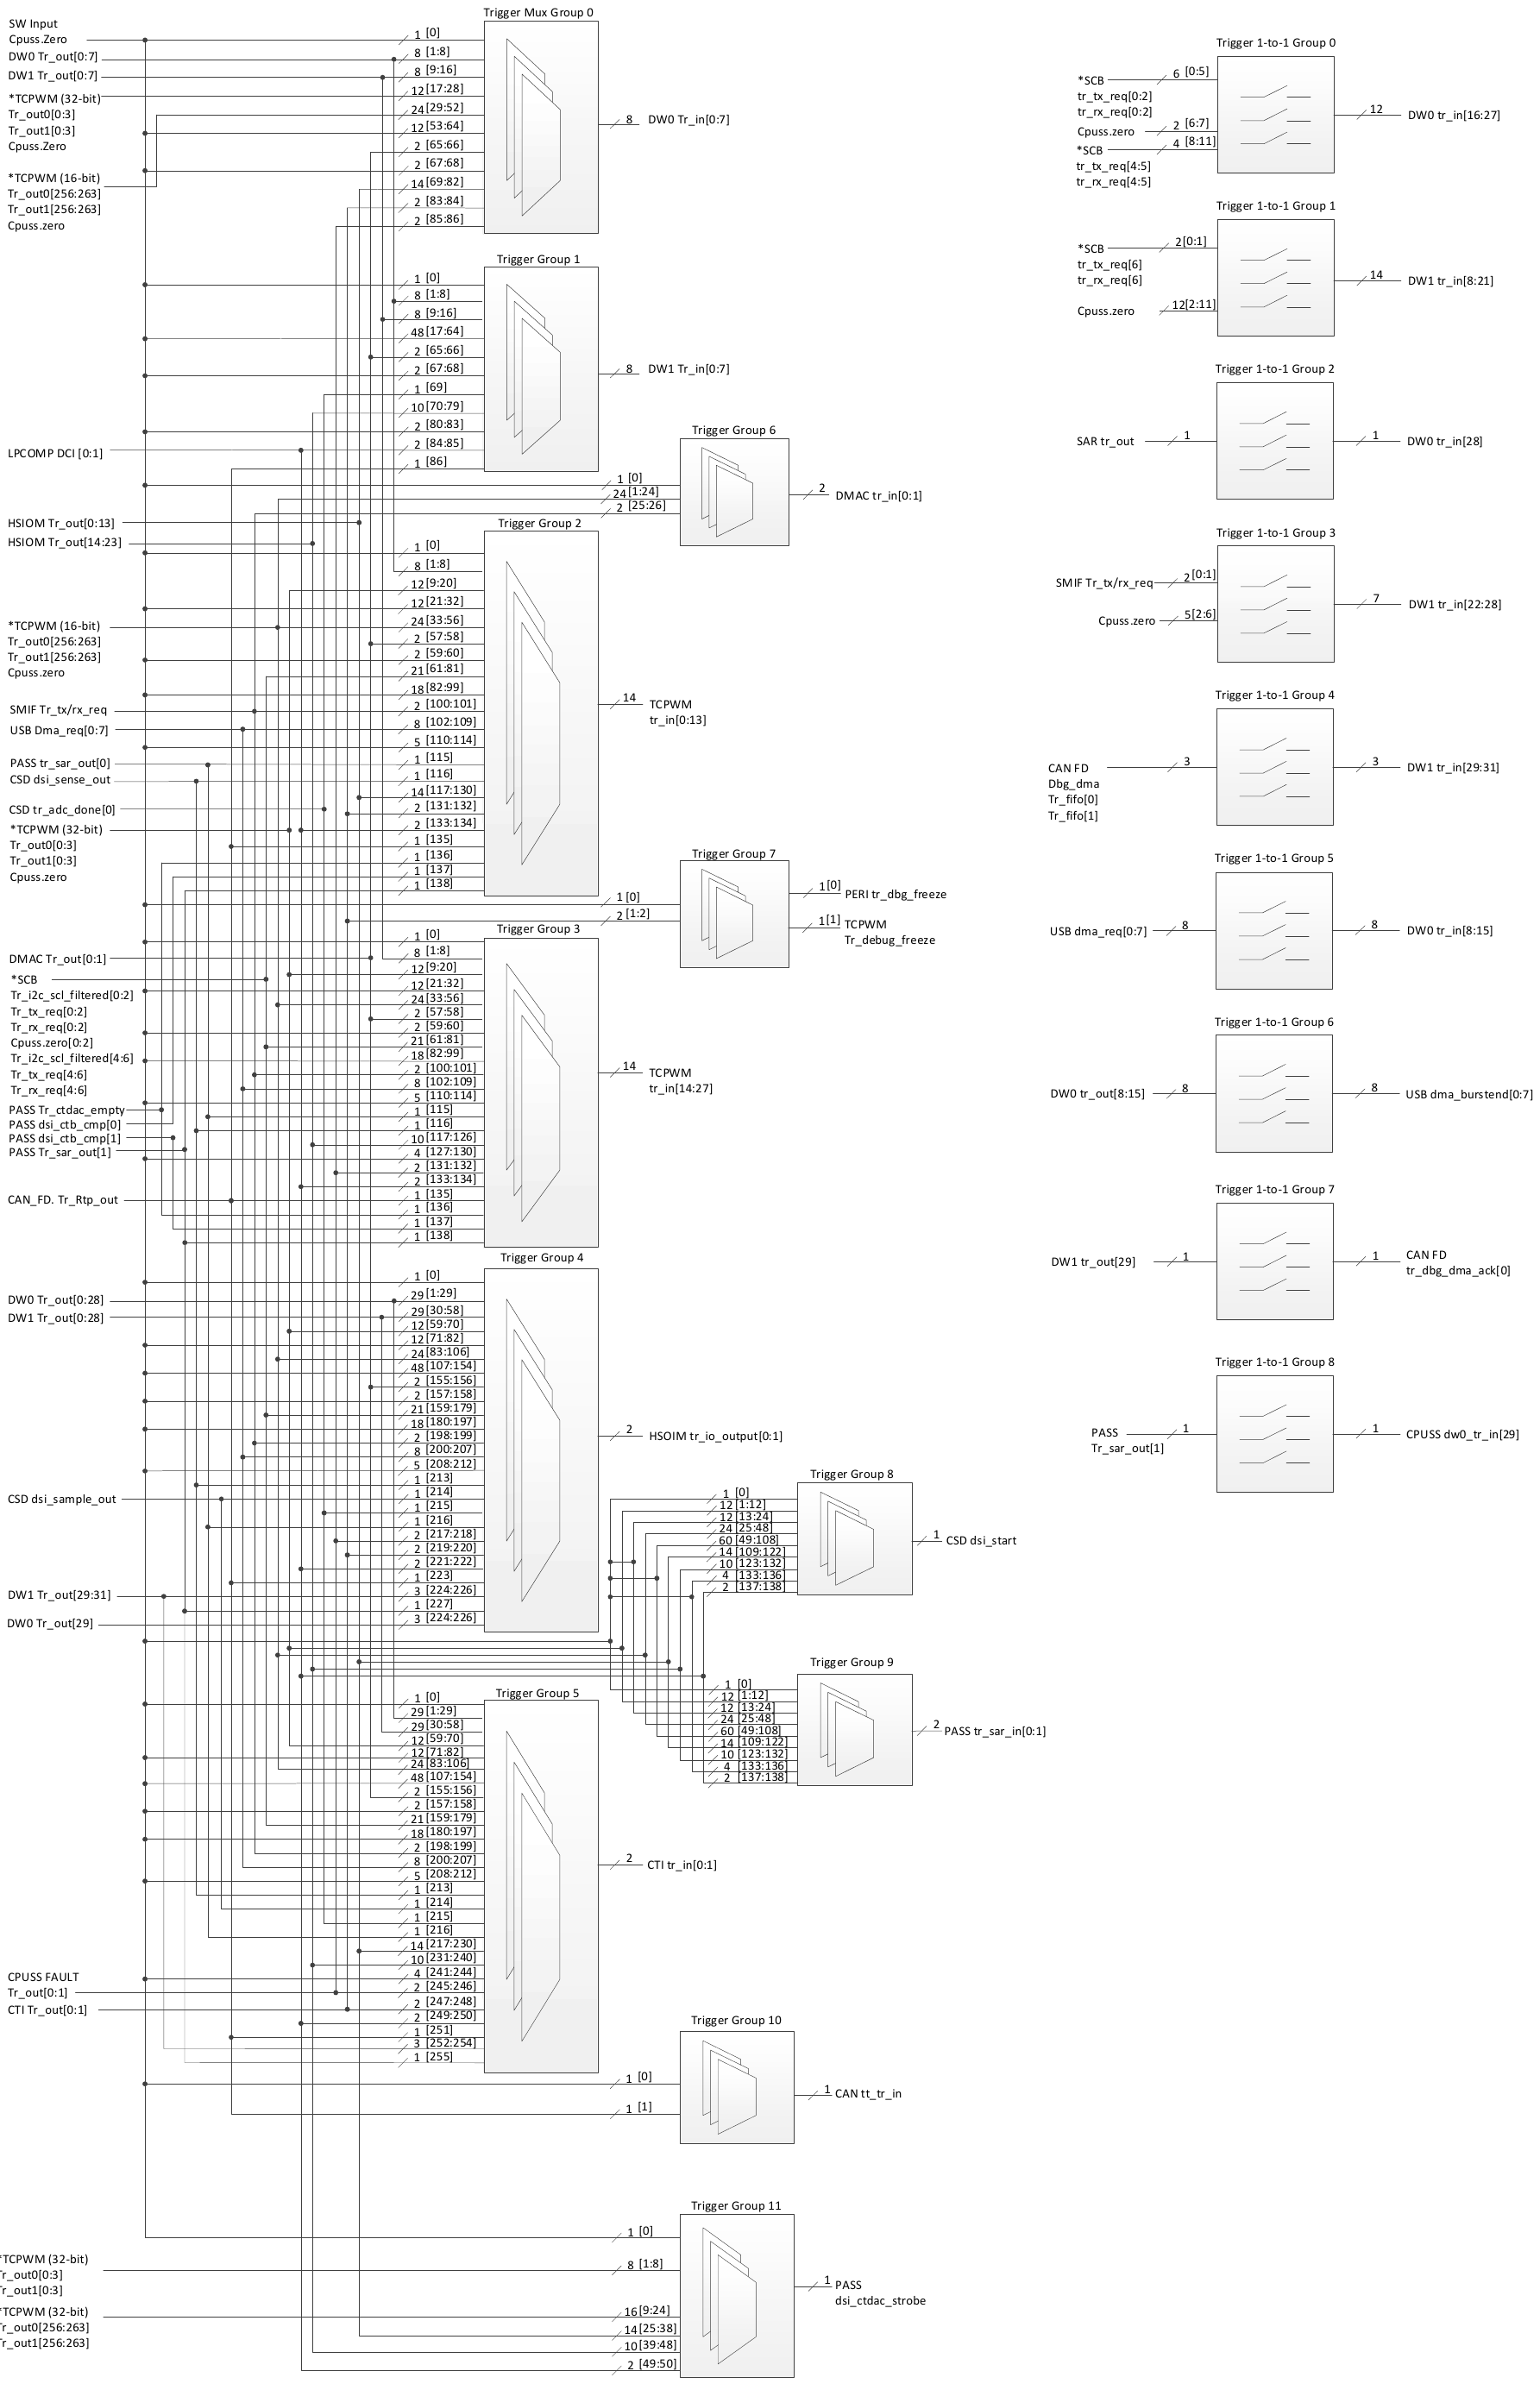 Trigger Mux Group 0
SW Input
Cpuss.Zero
DW0 Tr_out[0:7]
DW1 Tr_out[0:7]
*TCPWM (32-bit)
Tr_out0[0:3]
Tr_out1[0:3]
Cpuss.Zero
*TCPWM (16-bit)
Tr_out0[256:263]
Tr_out1[256:263]
Cpuss.zero
1 [0]
8 [1:8]
8 [9:16]
12 [17:28]
24 [29:52]
12 [53:64]
2 [65:66]
2 [67:68]
14 [69:82]
2 [83:84]
2 [85:86]
8 DW0 Tr_in[0:7]
Trigger Group 1
1 [0]
8 [1:8]
8 [9:16]
48 [17:64]
2 [65:66]
2 [67:68]
1 [69]
10 [70:79]
2 [80:83]
2 [84:85]
1 [86]
8 DW1 Tr_in[0:7]
LPCOMP DCI [0:1]
HSIOM Tr_out[0:13]
HSIOM Tr_out[14:23]
Trigger Group 6
1 [0]
24 [1:24]
2 [25:26]
2 DMAC tr_in[0:1]
Trigger Group 2
1 [0]
8 [1:8]
12 [9:20]
12 [21:32]
24 [33:56]
2 [57:58]
2 [59:60]
21 [61:81]
18 [82:99]
2 [100:101]
8 [102:109]
5 [110:114]
1 [115]
1 [116]
14 [117:130]
2 [131:132]
2 [133:134]
1 [135]
1 [136]
1 [137]
1 [138]
14 TCPWM
tr_in[0:13]
*TCPWM (16-bit)
Tr_out0[256:263]
Tr_out1[256:263]
Cpuss.zero
SMIF Tr_tx/rx_req
USB Dma_req[0:7]
PASS tr_sar_out[0]
CSD dsi_sense_out
CSD tr_adc_done[0]
*TCPWM (32-bit)
Tr_out0[0:3]
Tr_out1[0:3]
Cpuss.zero
Trigger Group 7
1 [0]
2 [1:2]
1 [0] PERI tr_dbg_freeze
1 [1] TCPWM
Tr_debug_freeze
Trigger Group 3
1 [0]
8 [1:8]
12 [9:20]
12 [21:32]
24 [33:56]
2 [57:58]
2 [59:60]
21 [61:81]
18 [82:99]
2 [100:101]
8 [102:109]
5 [110:114]
1 [115]
1 [116]
10 [117:126]
4 [127:130]
2 [131:132]
2 [133:134]
1 [135]
1 [136]
1 [137]
1 [138]
14 TCPWM
tr_in[14:27]
DMAC Tr_out[0:1]
*SCB
Tr_i2c_scl_filtered[0:2]
Tr_tx_req[0:2]
Tr_rx_req[0:2]
Cpuss.zero[0:2]
Tr_i2c_scl_filtered[4:6]
Tr_tx_req[4:6]
Tr_rx_req[4:6]
PASS Tr_ctdac_empty
PASS dsi_ctb_cmp[0]
PASS dsi_ctb_cmp[1]
PASS Tr_sar_out[1]
CAN_FD. Tr_Rtp_out
Trigger Group 4
1 [0]
29 [1:29]
29 [30:58]
12 [59:70]
12 [71:82]
24 [83:106]
48 [107:154]
2 [155:156]
2 [157:158]
21 [159:179]
18 [180:197]
2 [198:199]
8 [200:207]
5 [208:212]
1 [213]
1 [214]
1 [215]
1 [216]
2 [217:218]
2 [219:220]
2 [221:222]
1 [223]
3 [224:226]
1 [227]
3 [224:226]
2 HSOIM tr_io_output[0:1]
DW0 Tr_out[0:28]
DW1 Tr_out[0:28]
CSD dsi_sample_out
DW1 Tr_out[29:31]
DW0 Tr_out[29]
Trigger Group 8
1 [0]
12 [1:12]
12 [13:24]
24 [25:48]
60 [49:108]
14 [109:122]
10 [123:132]
4 [133:136]
2 [137:138]
1 CSD dsi_start
Trigger Group 9
1 [0]
12 [1:12]
12 [13:24]
24 [25:48]
60 [49:108]
14 [109:122]
10 [123:132]
4 [133:136]
2 [137:138]
2 PASS tr_sar_in[0:1]
Trigger Group 5
1 [0]
29 [1:29]
29 [30:58]
12 [59:70]
12 [71:82]
24 [83:106]
48 [107:154]
2 [155:156]
2 [157:158]
21 [159:179]
18 [180:197]
2 [198:199]
8 [200:207]
5 [208:212]
1 [213]
1 [214]
1 [215]
1 [216]
14 [217:230]
10 [231:240]
4 [241:244]
2 [245:246]
2 [247:248]
2 [249:250]
1 [251]
3 [252:254]
1 [255]
2 CTI tr_in[0:1]
CPUSS FAULT
Tr_out[0:1]
CTI Tr_out[0:1]
Trigger Group 10
1 [0]
1 [1]
1 CAN tt_tr_in
Trigger Group 11
1 [0]
8 [1:8]
16 [9:24]
14 [25:38]
10 [39:48]
2 [49:50]
1 PASS
dsi_ctdac_strobe
*TCPWM (32-bit)
Tr_out0[0:3]
Tr_out1[0:3]
*TCPWM (32-bit)
Tr_out0[256:263]
Tr_out1[256:263]
Trigger 1-to-1 Group 0
*SCB 6 [0:5]
tr_tx_req[0:2]
tr_rx_req[0:2]
Cpuss.zero 2 [6:7]
*SCB 4 [8:11]
tr_tx_req[4:5]
tr_rx_req[4:5]
12 DW0 tr_in[16:27]
Trigger 1-to-1 Group 1
*SCB 2 [0:1]
tr_tx_req[6]
tr_rx_req[6]
Cpuss.zero 12 [2:11]
14 DW1 tr_in[8:21]
Trigger 1-to-1 Group 2
SAR tr_out 1
1 DW0 tr_in[28]
Trigger 1-to-1 Group 3
SMIF Tr_tx/rx_req 2 [0:1]
Cpuss.zero 5 [2:6]
7 DW1 tr_in[22:28]
Trigger 1-to-1 Group 4
3
CAN FD
Dbg_dma
Tr_fifo[0]
Tr_fifo[1]
3 DW1 tr_in[29:31]
Trigger 1-to-1 Group 5
USB dma_req[0:7] 8
8 DW0 tr_in[8:15]
Trigger 1-to-1 Group 6
DW0 tr_out[8:15] 8
8 USB dma_burstend[0:7]
Trigger 1-to-1 Group 7
DW1 tr_out[29] 1
1 CAN FD
tr_dbg_dma_ack[0]
Trigger 1-to-1 Group 8
PASS 1
Tr_sar_out[1]
1 CPUSS dw0_tr_in[29]